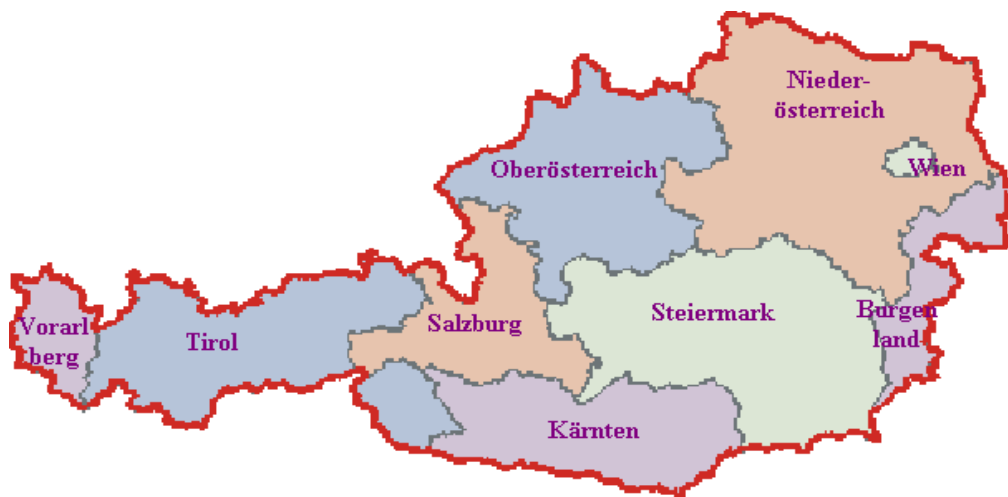 Nieder-
österreich
Oberösterreich
Wien
Vorarl
berg
Tirol
Salzburg
Steiermark
Burgen
land-
Kärnten